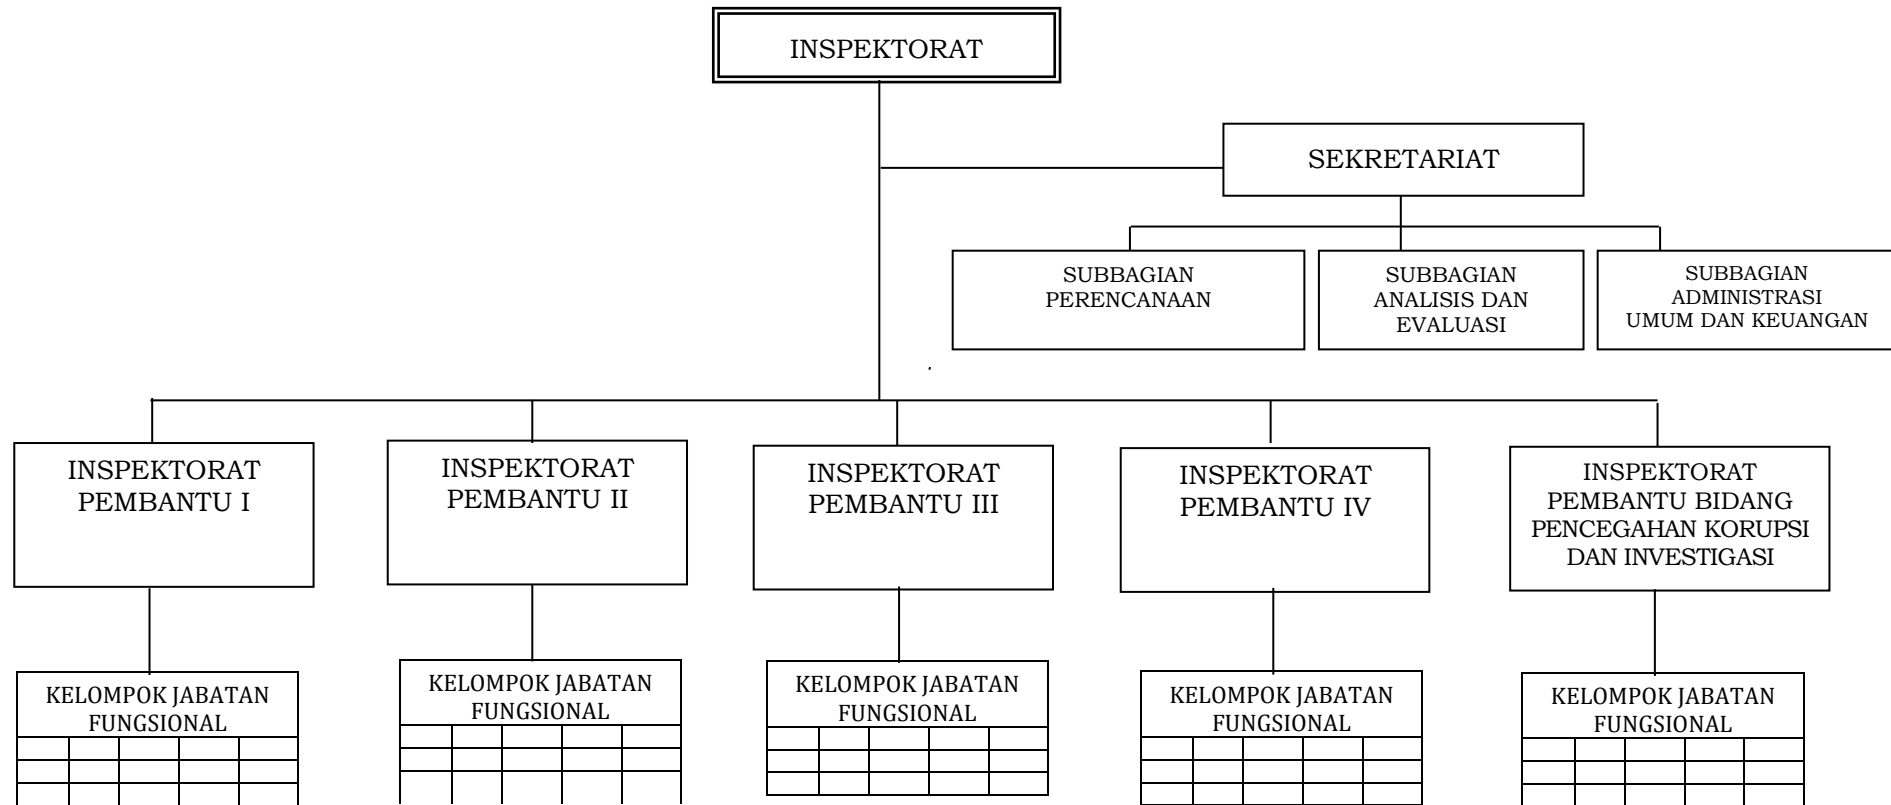 INSPEKTORAT
SEKRETARIAT
SUBBAGIAN
PERENCANAAN
SUBBAGIAN
ANALISIS DAN
EVALUASI
SUBBAGIAN
ADMINISTRASI
UMUM DAN KEUANGAN
INSPEKTORAT
PEMBANTU I
INSPEKTORAT
PEMBANTU II
INSPEKTORAT
PEMBANTU III
INSPEKTORAT
PEMBANTU IV
INSPEKTORAT
PEMBANTU BIDANG
PENCEGAHAN KORUPSI
DAN INVESTIGASI
KELOMPOK JABATAN
FUNGSIONAL
KELOMPOK JABATAN
FUNGSIONAL
KELOMPOK JABATAN
FUNGSIONAL
KELOMPOK JABATAN
FUNGSIONAL
KELOMPOK JABATAN
FUNGSIONAL